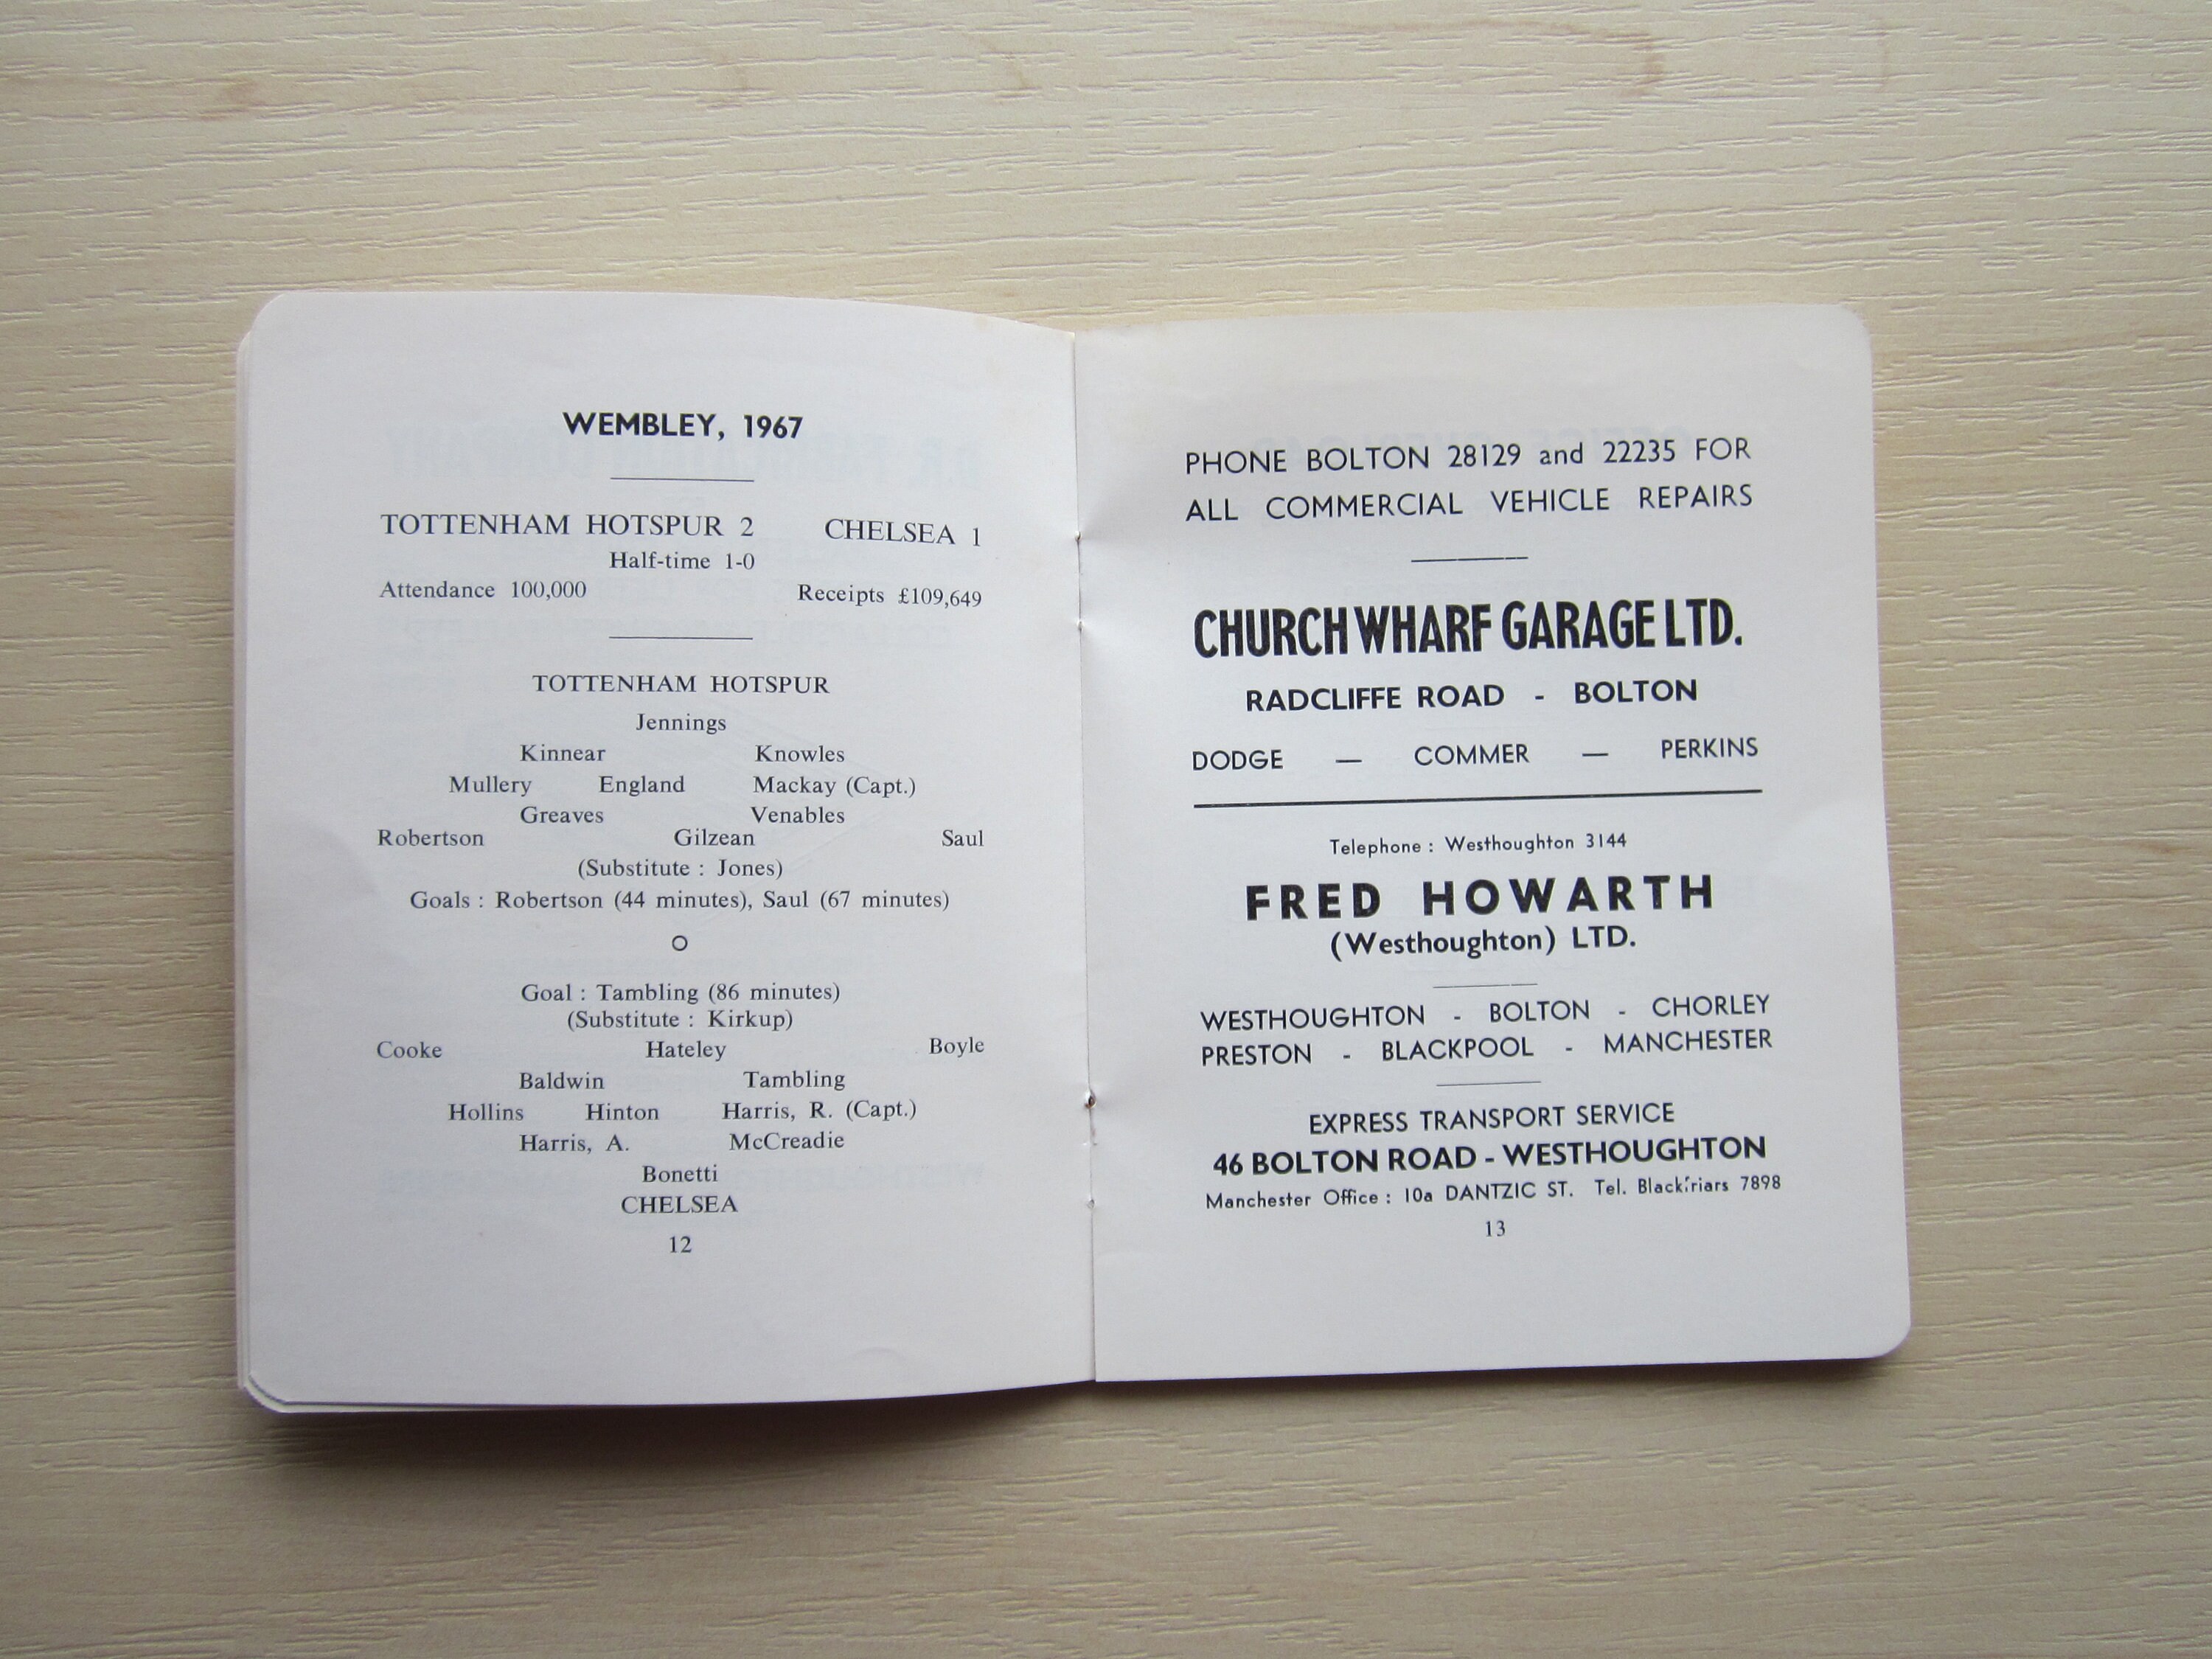 WEMBLEY, 1967
TOTTENHAM HOTSPUR 2 CHELSEA 1
Half-time 1-0
Attendance 100,000 Receipts £109,649
TOTTENHAM HOTSPUR
Jennings
Kinnear Knowles
Mullery England Mackay (Capt.)
Greaves Venables
Robertson Gilzean Saul
(Substitute : Jones)
Goals : Robertson (44 minutes), Saul (67 minutes)
Goal : Tambling (86 minutes)
(Substitute : Kirkup)
Cooke Hateley Boyle
Baldwin Tambling
Hollins Hinton Harris, R. (Capt.)
Harris, A. McCreadie
Bonetti
CHELSEA
12
PHONE BOLTON 28129 and 22235 FOR
ALL COMMERCIAL VEHICLE REPAIRS
CHURCH WHARF GARAGE LTD.
RADCLIFFE ROAD - BOLTON
DODGE — COMMER — PERKINS
Telephone : Westhoughton 3144
FRED HOWARTH
(Westhoughton) LTD.
WESTHOUGHTON - BOLTON - CHORLEY
PRESTON - BLACKPOOL - MANCHESTER
EXPRESS TRANSPORT SERVICE
46 BOLTON ROAD - WESTHOUGHTON
Manchester Office : 10a DANTZIC ST. Tel. Blackfriars 7898
13